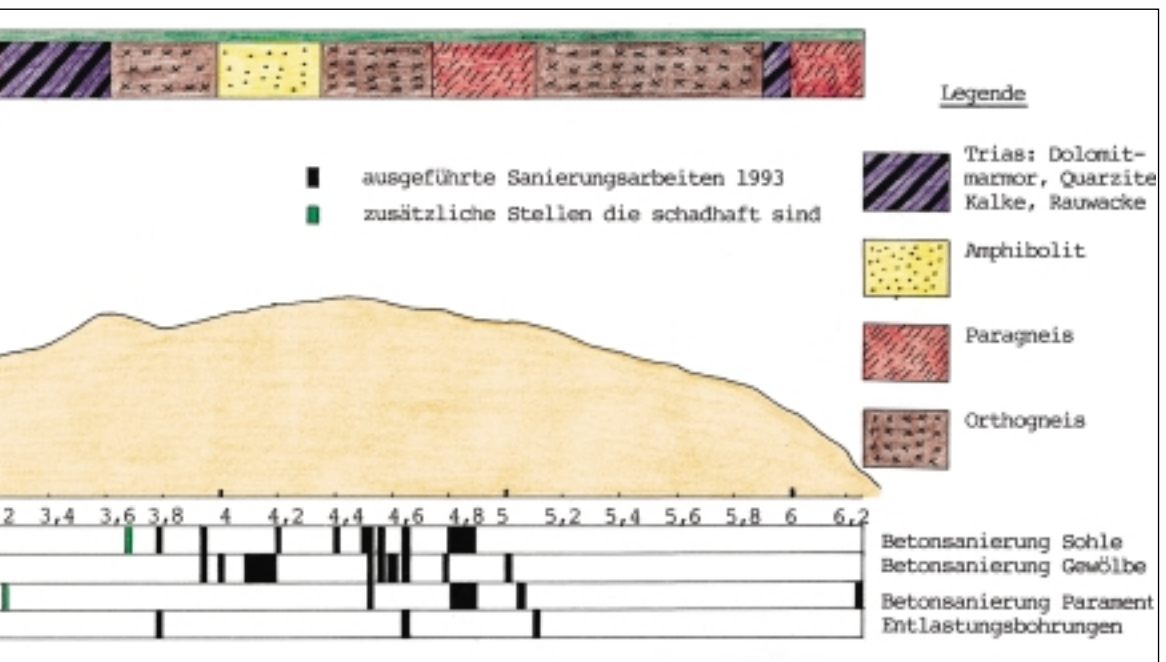 Legende
Trias: Dolomit-
marmor, Quarzite
Kalke, Rauwacke
ausgeführte Sanierungsarbeiten 1993
zusätzliche Stellen die schadhaft sind
Amphibolit
Paragneis
Orthogneis
2 3,4 3,6 3,8 4 4,2 4,4 4,6 4,8 5 5,2 5,4 5,6 5,8 6 6,2
Betonsanierung Sohle
Betonsanierung Gewölbe
Betonsanierung Parament
Entlastungsbohrungen